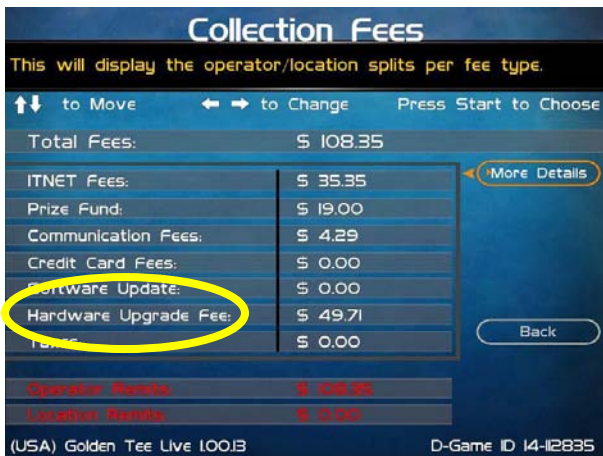 Collection Fees
This will display the operator/location splits per fee type.
to Move to Change Press Start to Choose
Total Fees: $ 108.35
ITNET Fees: $ 35.35
More Details
Prize Fund: $ 19.00
Communication Fees: $ 4.29
Credit Card Fees: $ 0.00
Software Update: $ 0.00
Hardware Upgrade Fee: $ 49.71
Back
Taxes: $ 0.00
Operator Remits: $ 108.35
Location Remits: $ 0.00
(USA) Golden Tee Live 1.00.13 D-Game ID 14-112835